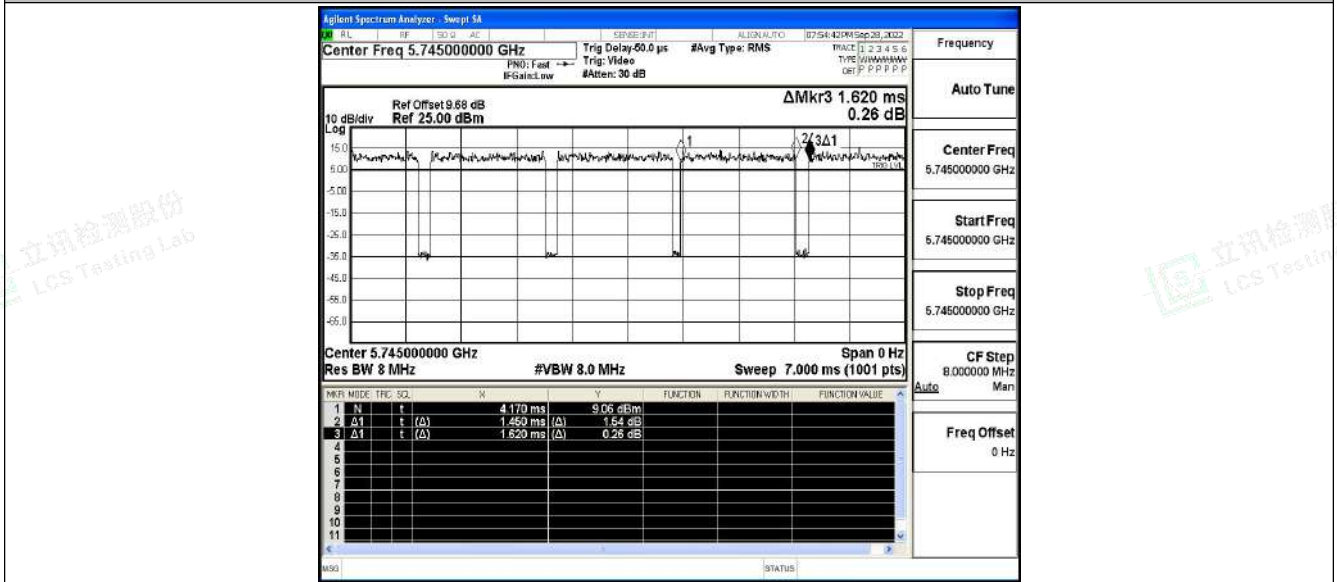 Agilent Spectrum Analyzer - Swept SA
RL RF 50 Ω AC SENSE:INT ALIGN AUTO 07:54:42 PM Sep 28, 2022
Center Freq 5.745000000 GHz
PNO: Fast
IFGain:Low
Trig Delay-50.0 µs
Trig: Video
#Atten: 30 dB
#Avg Type: RMS
TRACE 1 2 3 4 5 6
TYPE
DET P P P P P P
Frequency
Auto Tune
Center Freq
5.745000000 GHz
Start Freq
5.745000000 GHz
Stop Freq
5.745000000 GHz
CF Step
8.000000 MHz
Auto Man
Freq Offset
0 Hz
ΔMkr3 1.620 ms
0.26 dB
Ref Offset 9.68 dB
10 dB/div Ref 25.00 dBm
Log
15.0
5.00
-5.00
-15.0
-25.0
-35.0
-45.0
-55.0
-65.0
1
2
3Δ1
TRIG LVL
Center 5.745000000 GHz Span 0 Hz
Res BW 8 MHz #VBW 8.0 MHz Sweep 7.000 ms (1001 pts)
MKR MODE TRC SCL X Y FUNCTION FUNCTION WIDTH FUNCTION VALUE
1 N t 4.170 ms 9.06 dBm
2 Δ1 t (Δ) 1.450 ms (Δ) 1.54 dB
3 Δ1 t (Δ) 1.620 ms (Δ) 0.26 dB
4
5
6
7
8
9
10
11
MSG STATUS
立讯检测股份
LCS Testing Lab
立讯检测
LCS Testin